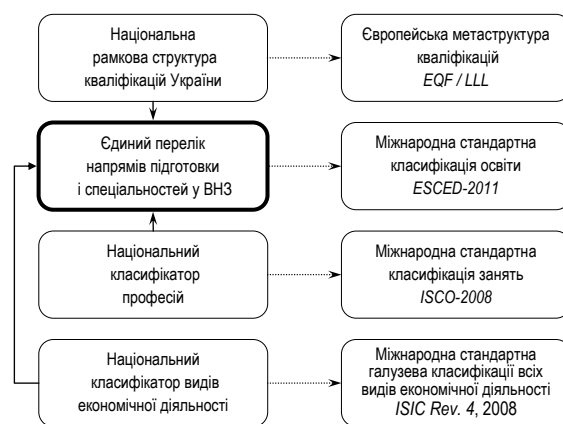 Національна
рамкова структура
кваліфікацій України
Європейська метаструктура
кваліфікацій
EQF / LLL
Єдиний перелік
напрямів підготовки
і спеціальностей у ВНЗ
Міжнародна стандартна
класифікація освіти
ESCED-2011
Національний
класифікатор
професій
Міжнародна стандартна
класифікація занять
ISCO-2008
Національний
класифікатор видів
економічної діяльності
Міжнародна стандартна
галузева класифікації всіх
видів економічної діяльності
ISIC Rev. 4, 2008